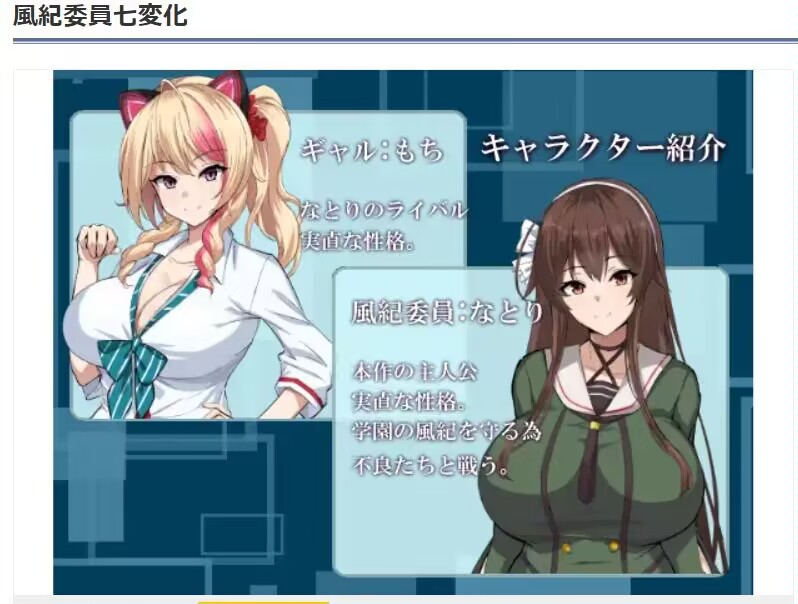 風紀委員七変化
キャラクター紹介
ギャル：もち
なとりのライバル
実直な性格。
風紀委員：なとり
本作の主人公
実直な性格。
学園の風紀を守る為
不良たちと戦う。